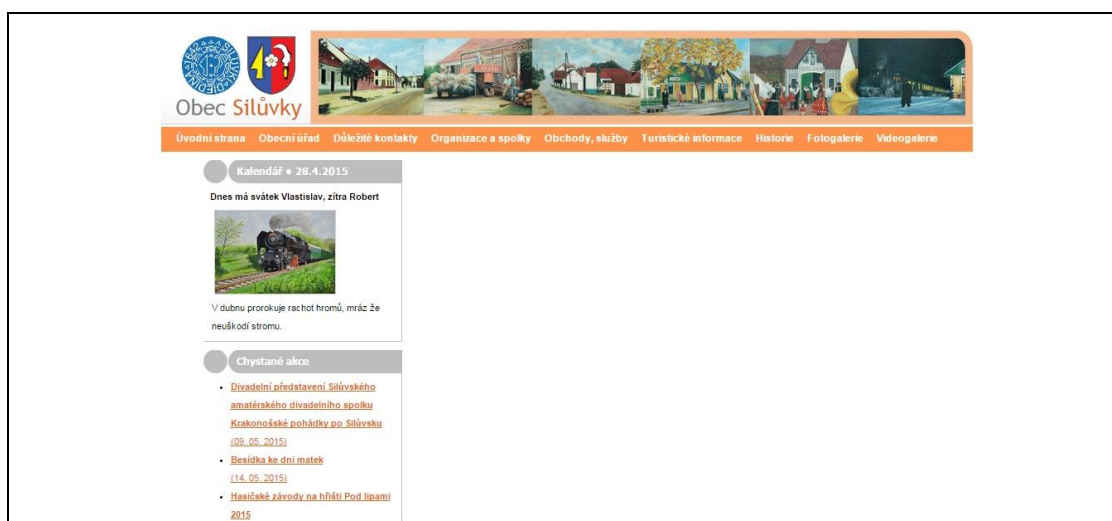 Obec Silůvky
Úvodní strana Obecní úřad Důležité kontakty Organizace a spolky Obchody, služby Turistické informace Historie Fotogalerie Videogalerie
Kalendář • 28.4.2015
Dnes má svátek Vlastislav, zítra Robert
V dubnu prorokuje rachot hromů, mráz že
neuškodí stromu.
Chystané akce
Divadelní představení Silůvského
amatérského divadelního spolku
Krakonošské pohádky po Silůvsku
(09. 05. 2015)
Besídka ke dni matek
(14. 05. 2015)
Hasičské závody na hřišti Pod lipami
2015